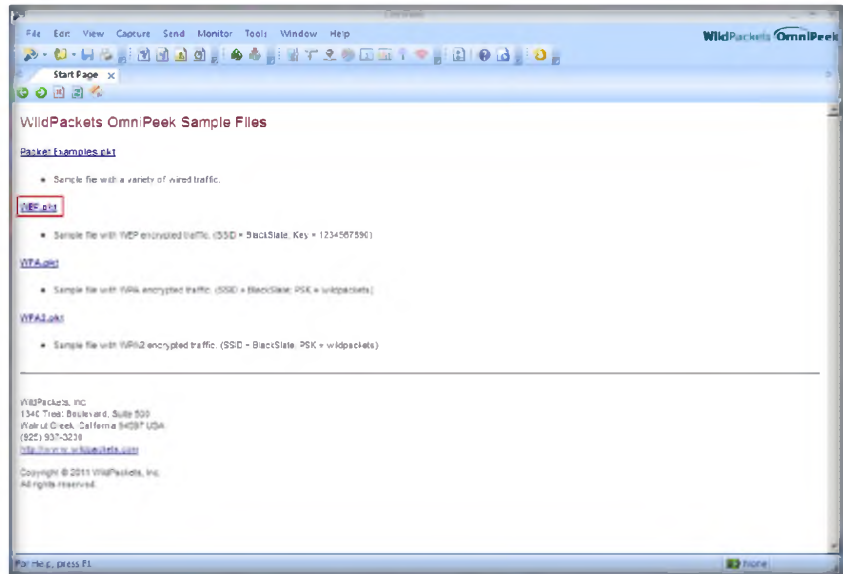 OmniPeek
File Edit View Capture Send Monitor Tools Window Help
WildPackets OmniPeek
Start Page x
WildPackets OmniPeek Sample Files
Packet Examples.pkt
• Sample file with a variety of wired traffic.
WEP.pkt
• Sample file with WEP encrypted traffic. (SSID = BlackSlate, Key = 1234567890)
WPA.pkt
• Sample file with WPA encrypted traffic. (SSID = BlackSlate, PSK = wildpackets)
WPA2.pkt
• Sample file with WPA2 encrypted traffic. (SSID = BlackSlate, PSK = wildpackets)
WildPackets, Inc.
1340 Treat Boulevard, Suite 500
Walnut Creek, California 94597 USA
(925) 937-3200
http://www.wildpackets.com
Copyright © 2011 WildPackets, Inc.
All rights reserved.
For Help, press F1
None